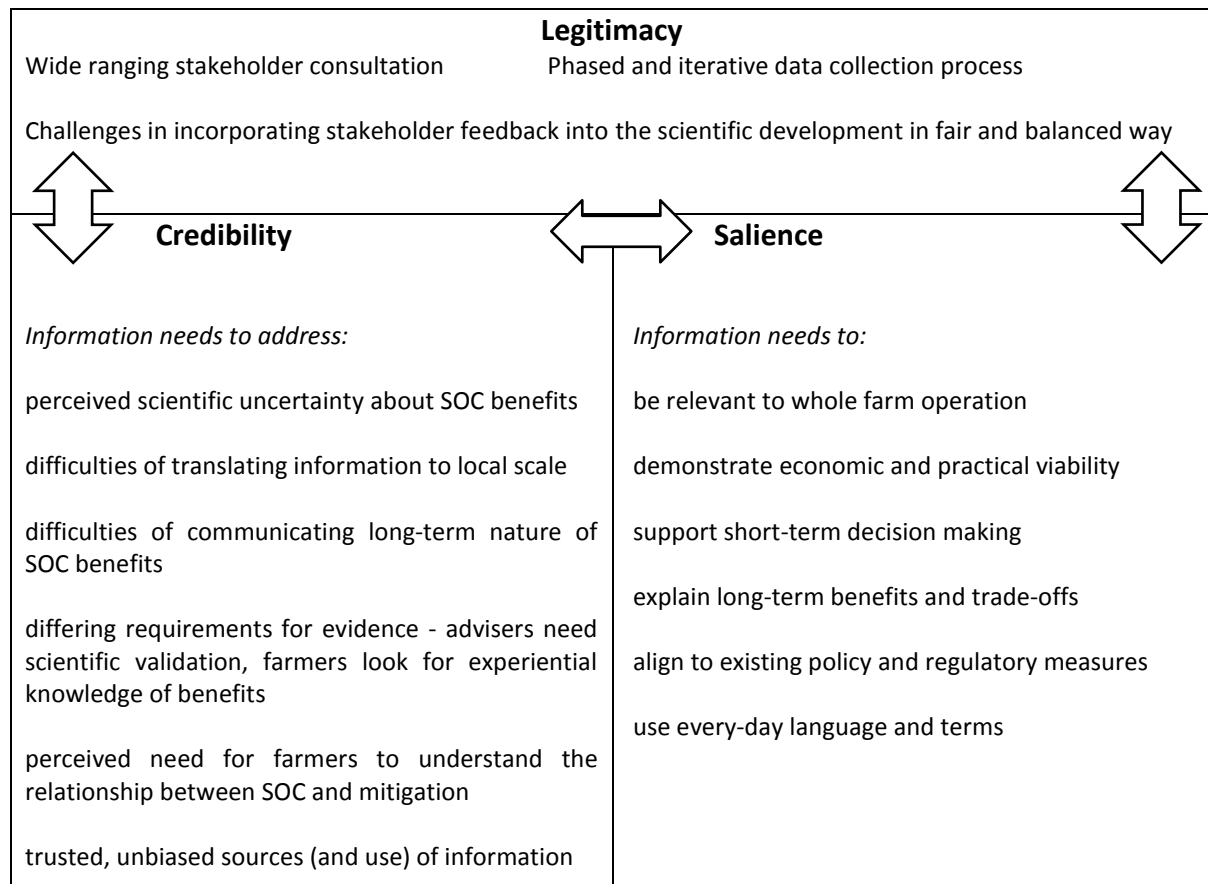 Legitimacy
Wide ranging stakeholder consultation Phased and iterative data collection process
Challenges in incorporating stakeholder feedback into the scientific development in fair and balanced way
Credibility
Information needs to address:
perceived scientific uncertainty about SOC benefits
difficulties of translating information to local scale
difficulties of communicating long-term nature of
SOC benefits
differing requirements for evidence - advisers need
scientific validation, farmers look for experiential
knowledge of benefits
perceived need for farmers to understand the
relationship between SOC and mitigation
trusted, unbiased sources (and use) of information
Salience
Information needs to:
be relevant to whole farm operation
demonstrate economic and practical viability
support short-term decision making
explain long-term benefits and trade-offs
align to existing policy and regulatory measures
use every-day language and terms